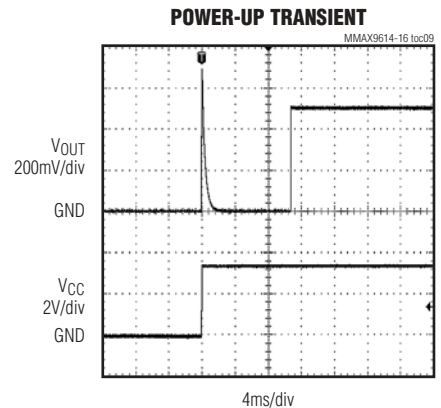 POWER-UP TRANSIENT
MMAX9614-16 toc09
VOUT
200mV/div
GND
VCC
2V/div
GND
4ms/div